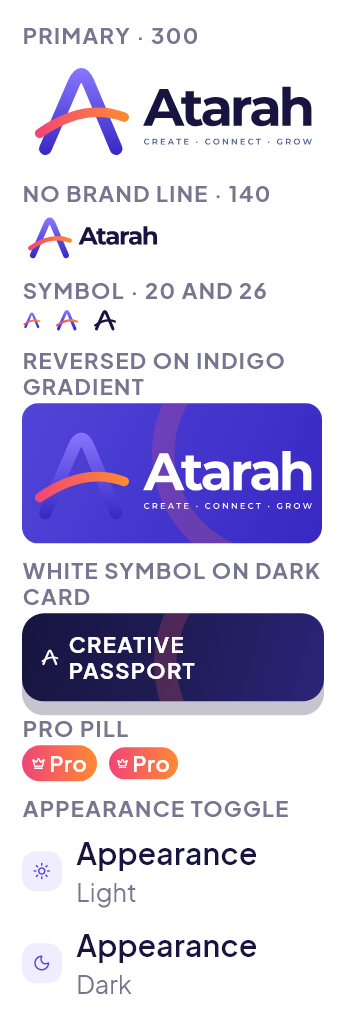 PRIMARY · 300
Atarah
CREATE · CONNECT · GROW
NO BRAND LINE · 140
Atarah
SYMBOL · 20 AND 26
REVERSED ON INDIGO
GRADIENT
Atarah
CREATE · CONNECT · GROW
WHITE SYMBOL ON DARK
CARD
CREATIVE
PASSPORT
PRO PILL
Pro Pro
APPEARANCE TOGGLE
Appearance
Light
Appearance
Dark